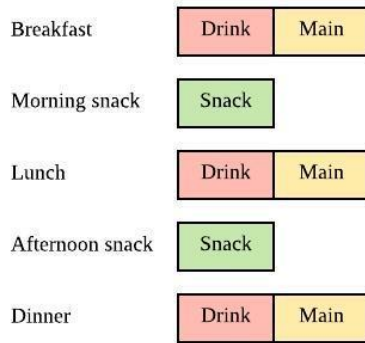 Breakfast Drink Main
Morning snack Snack
Lunch Drink Main
Afternoon snack Snack
Dinner Drink Main